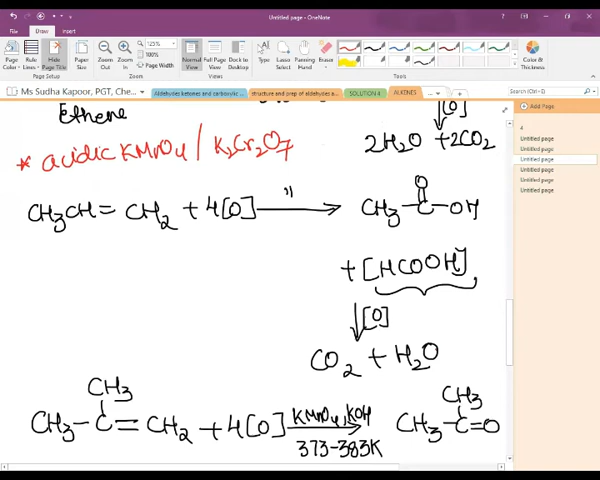 Untitled page - OneNote
File Draw Insert
Page Color Rule Lines Hide Page Title
Paper Size
Zoom Out Zoom In 125% 100% Page Width
Normal View Full Page View Dock to Desktop
Type Lasso Select Panning Hand Eraser
Color & Thickness
Page Setup Zoom Views Tools
Ms Sudha Kapoor, PGT, Che... Aldehydes ketones and carboxylic structure and prep of aldehydes a... SOLUTION 4 ALKENES Search (Ctrl+E)
Add Page
4
Untitled page
Untitled page
Untitled page
Untitled page
Untitled page
Ethene
[O]
2H₂O + 2CO₂
* acidic KMnO₄ / K₂Cr₂O₇
CH₃CH = CH₂ + 4[O] ⟶ CH₃ – C – OH
O
+ [HCOOH]
↓ [O]
CO₂ + H₂O
CH₃ CH₃
CH₃ – C = CH₂ + 4[O] KMnO₄, KOH CH₃ – C = O
373-383K